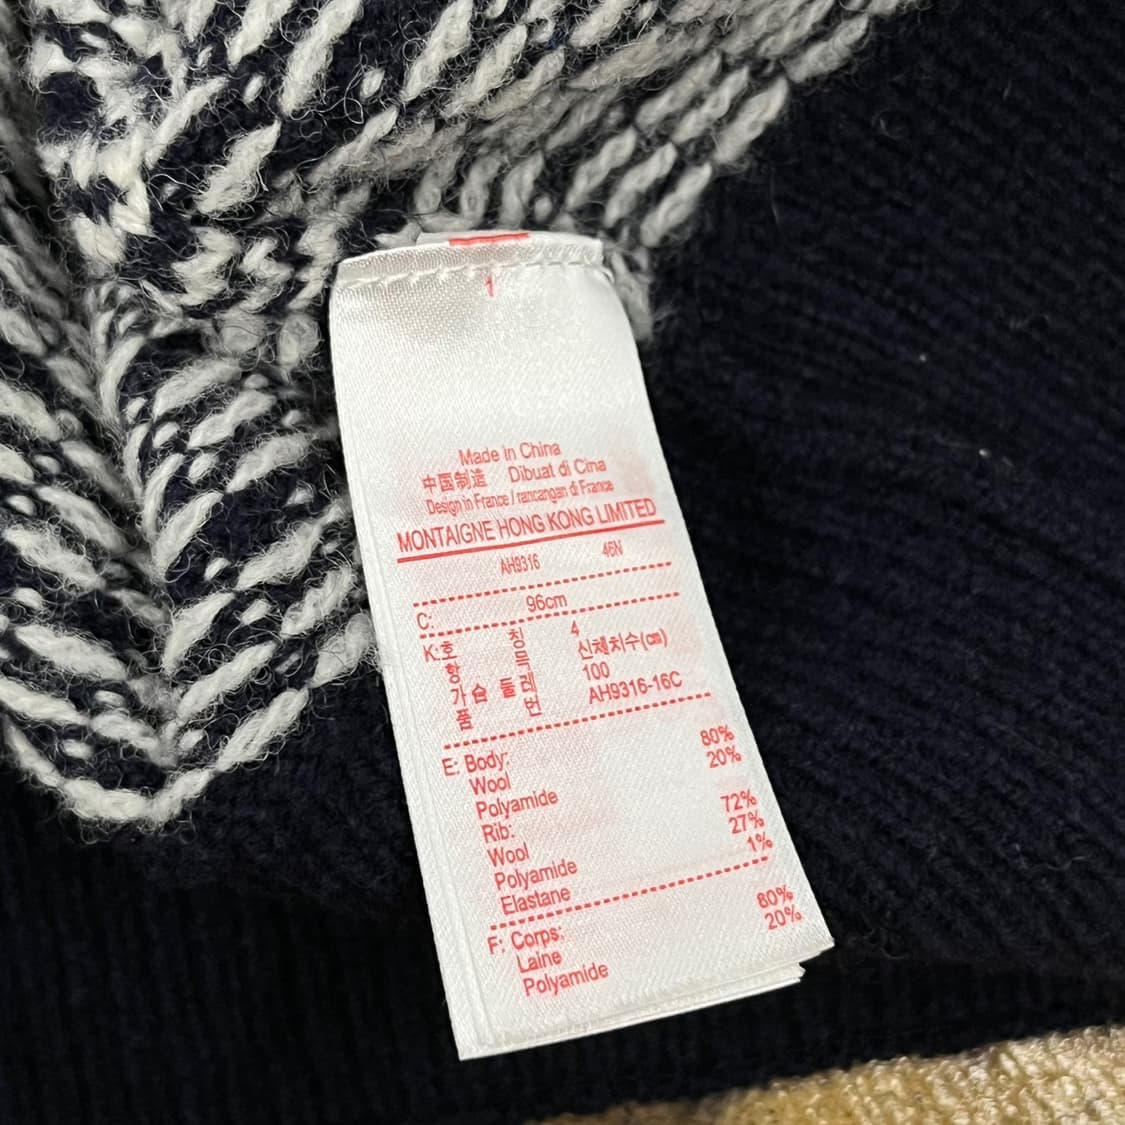 1
Made in China
中国制造 Dibuat di Cina
Design in France / rancangan di France
MONTAIGNE HONG KONG LIMITED
AH9316 46N
C: 96cm
K:호 칭 4
항 목 신체치수(㎝)
가슴 둘레 100
품 번 AH9316-16C
E: Body:
Wool 80%
Polyamide 20%
Rib:
Wool 72%
Polyamide 27%
Elastane 1%
F: Corps:
Laine 80%
Polyamide 20%